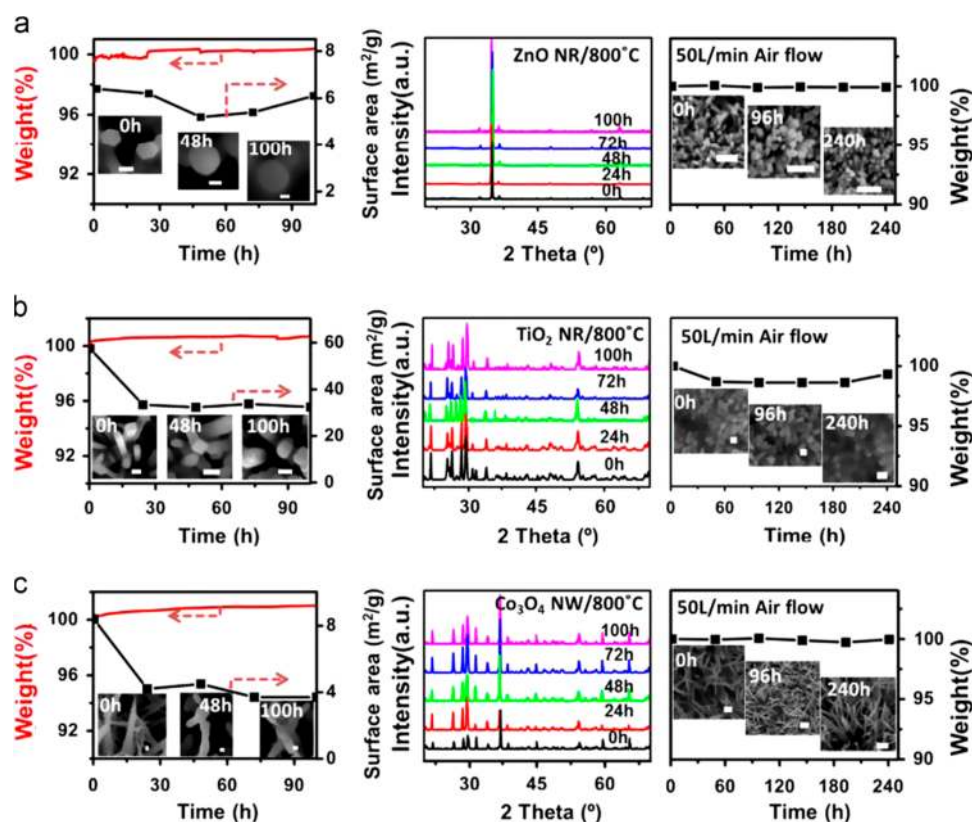 a
Weight(%)
100
96
92
8
6
4
2
0h
48h
100h
0 30 60 90
Time (h)
Surface area (m²/g)
Intensity(a.u.)
ZnO NR/800˚C
100h
72h
48h
24h
0h
30 45 60
2 Theta (º)
50L/min Air flow
0h
96h
240h
100
95
90
Weight(%)
0 60 120 180 240
Time (h)
b
Weight(%)
100
96
92
60
40
20
0
0h
48h
100h
0 30 60 90
Time (h)
Surface area (m²/g)
Intensity(a.u.)
TiO₂ NR/800˚C
100h
72h
48h
24h
0h
30 45 60
2 Theta (º)
50L/min Air flow
0h
96h
240h
100
95
90
Weight(%)
0 60 120 180 240
Time (h)
c
Weight(%)
100
96
92
8
6
4
2
0
0h
48h
100h
0 30 60 90
Time (h)
Surface area (m²/g)
Intensity(a.u.)
Co₃O₄ NW/800˚C
100h
72h
48h
24h
0h
30 45 60
2 Theta (º)
50L/min Air flow
0h
96h
240h
100
95
90
Weight(%)
0 60 120 180 240
Time (h)